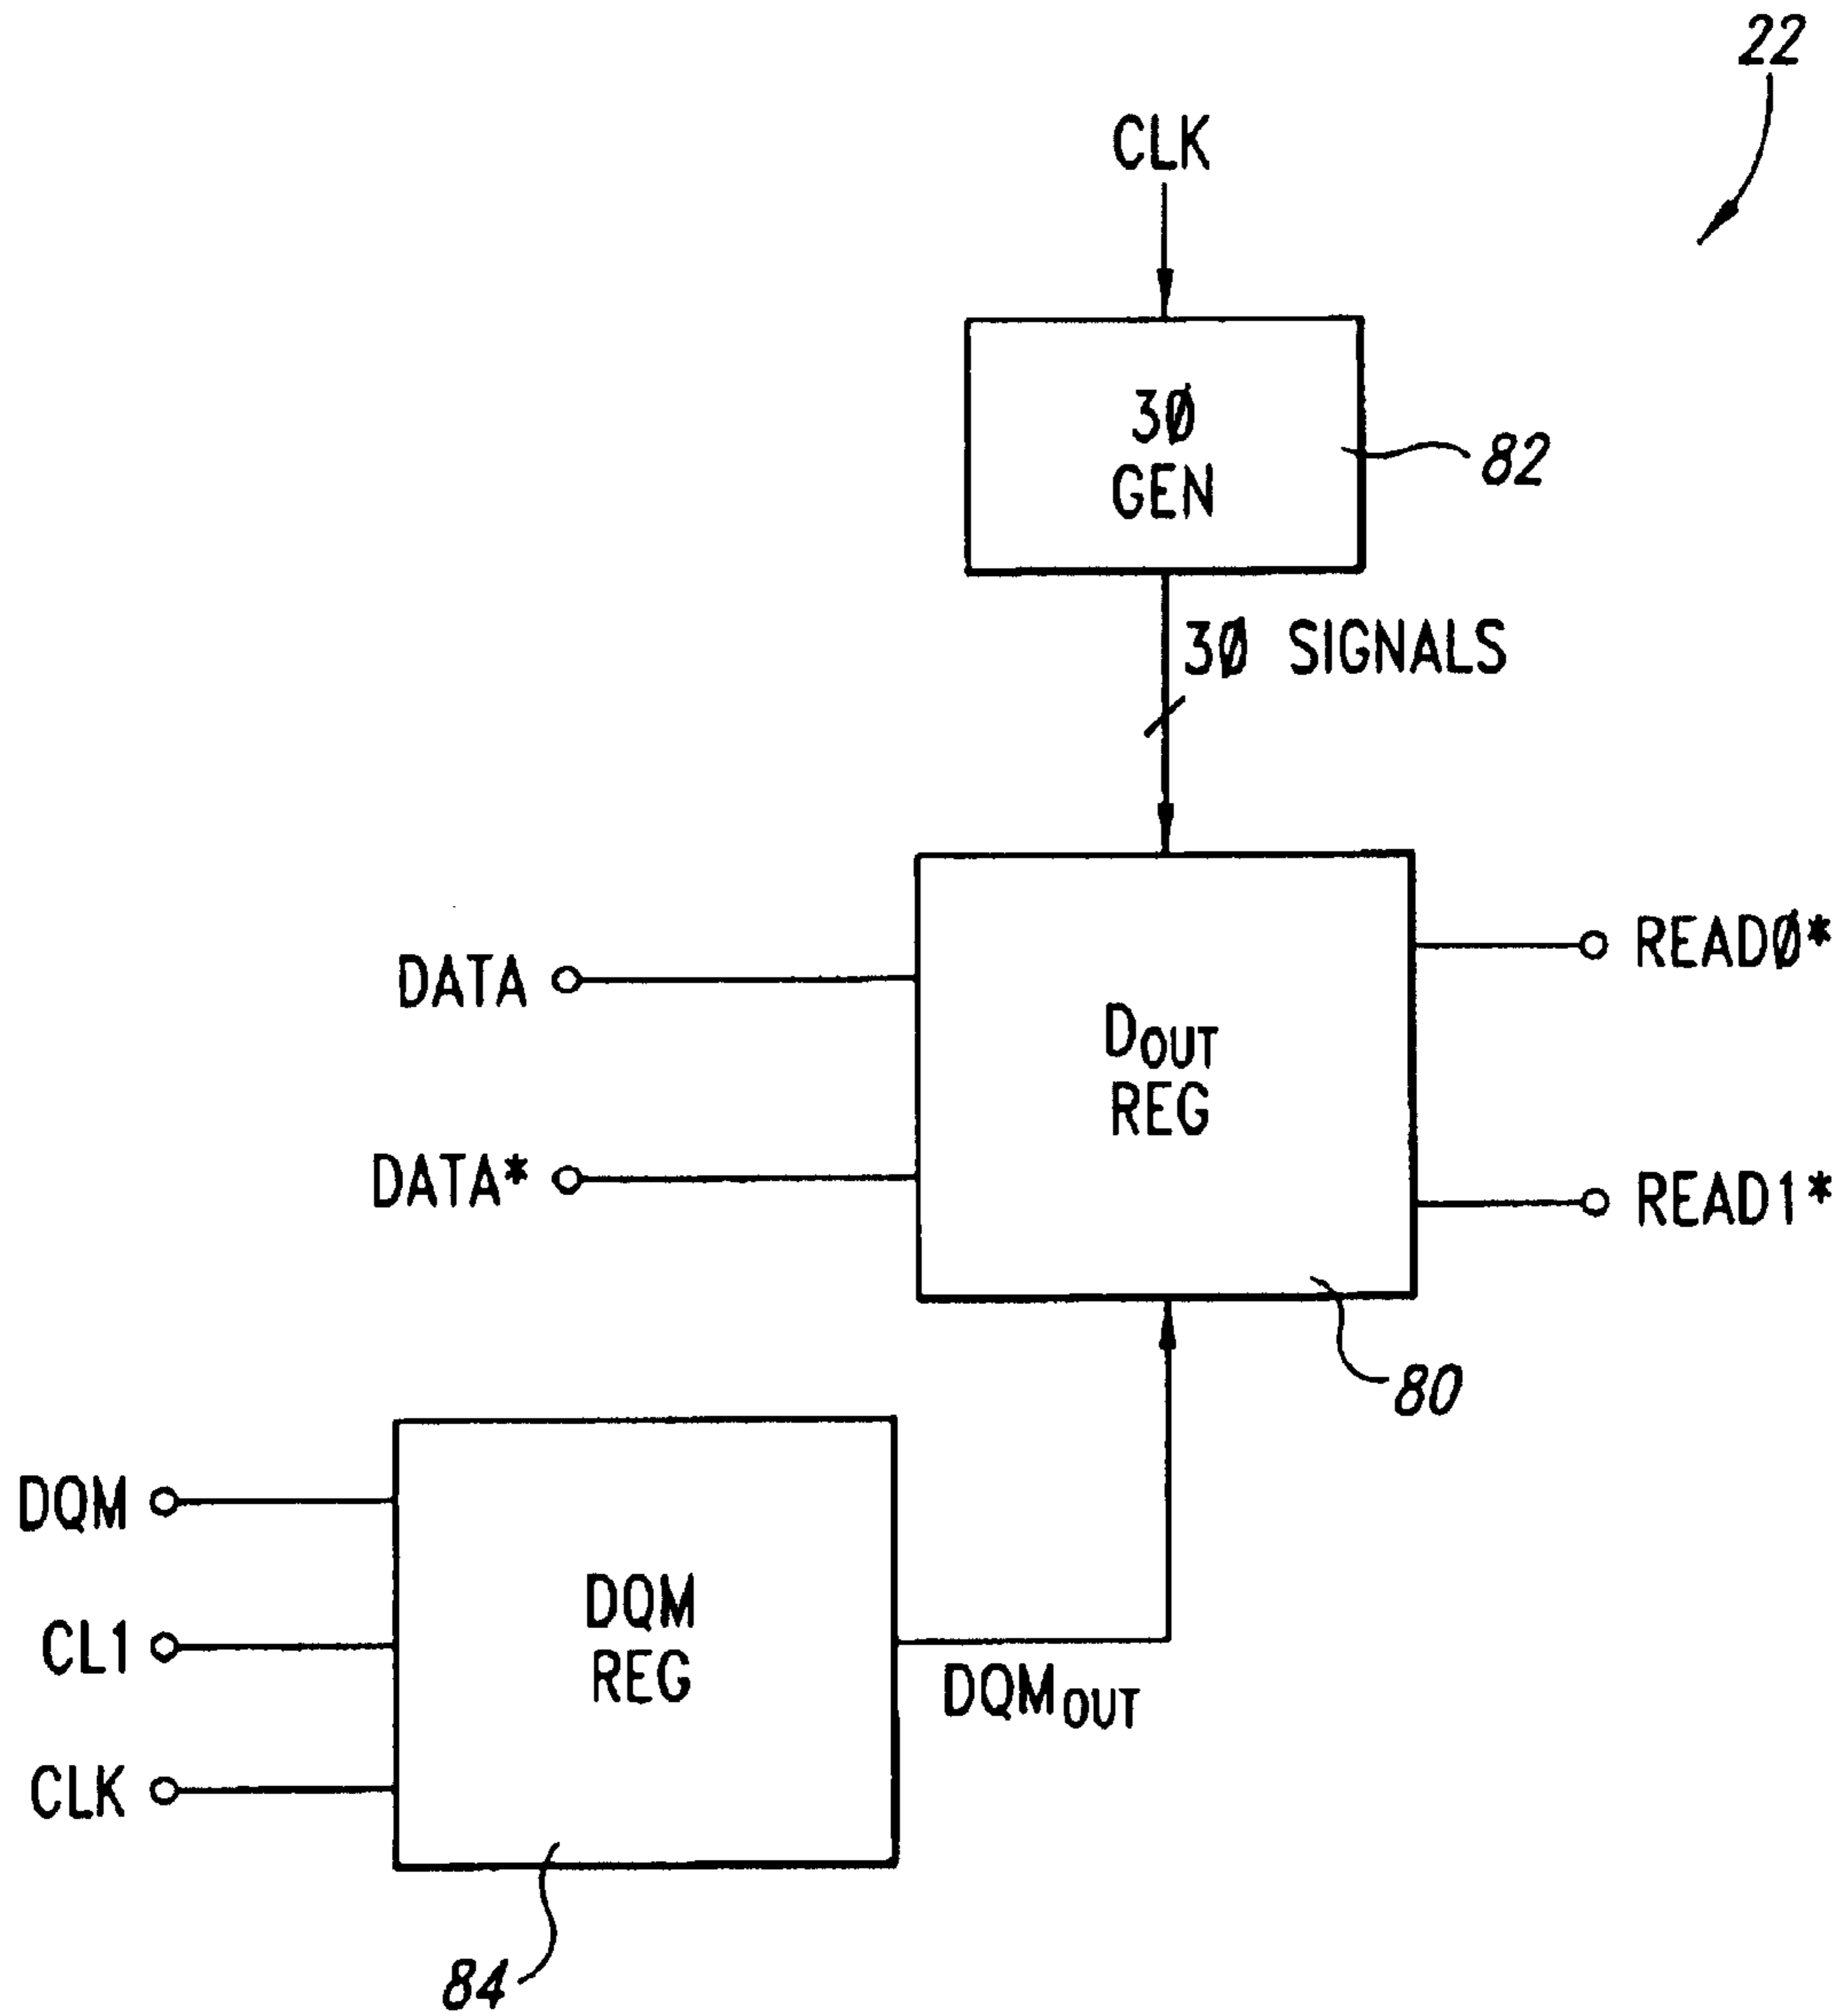 22
CLK
3Ø
GEN
82
3Ø SIGNALS
DATA
DATA*
DOUT
REG
READØ*
READ1*
80
DQM
CL1
CLK
DQM
REG
DQMOUT
84